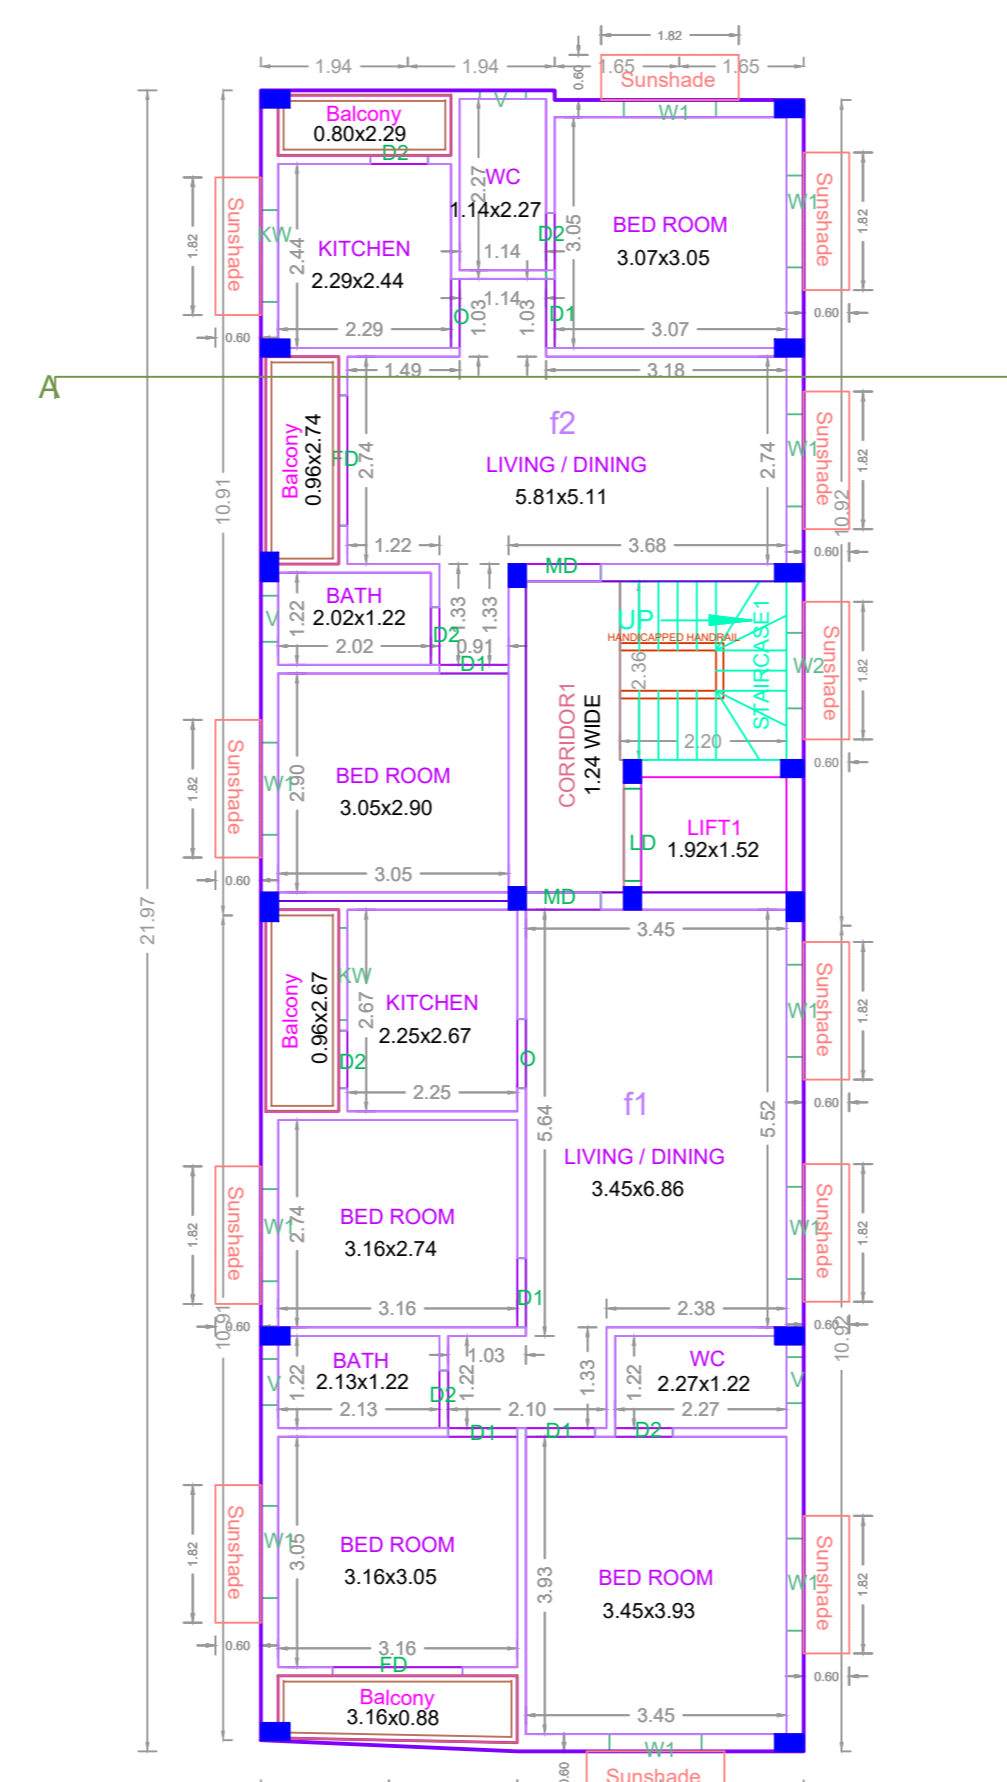 1.82
1.94
1.94
0.60
1.65
1.65
Sunshade
Balcony
0.80x2.29
D2
V
W1
WC
1.14x2.27
2.27
1.14
D2
3.05
BED ROOM
3.07x3.05
W1
Sunshade
1.82
1.82
Sunshade
KW
2.44
KITCHEN
2.29x2.44
2.29
0.60
O
1.03
1.14
1.03
D1
3.07
0.60
A
1.49
3.18
10.91
Balcony
0.96x2.74
FD
2.74
f2
LIVING / DINING
5.81x5.11
2.74
W1
Sunshade
1.82
10.92
1.22
3.68
0.60
MD
V
1.22
BATH
2.02x1.22
2.02
D2
1.33
1.33
0.91
D1
UP
HANDICAPPED HANDRAIL
2.36
STAIRCASE1
2.20
W2
Sunshade
1.82
0.60
CORRIDOR1
1.24 WIDE
1.82
Sunshade
W1
2.90
BED ROOM
3.05x2.90
3.05
0.60
LD
LIFT1
1.92x1.52
21.97
MD
3.45
Balcony
0.96x2.67
KW
2.67
KITCHEN
2.25x2.67
D2
2.25
O
W1
Sunshade
1.82
0.60
5.64
f1
LIVING / DINING
3.45x6.86
5.52
1.82
Sunshade
W1
2.74
BED ROOM
3.16x2.74
3.16
D1
2.38
W1
Sunshade
1.82
0.60
10.91
0.60
10.92
V
1.22
BATH
2.13x1.22
2.13
D2
1.22
1.03
2.10
1.33
1.22
WC
2.27x1.22
2.27
V
D1
D1
D2
1.82
Sunshade
W1
3.05
BED ROOM
3.16x3.05
3.16
0.60
3.93
BED ROOM
3.45x3.93
3.45
W1
Sunshade
1.82
0.60
FD
Balcony
3.16x0.88
W1
0.60
Sunshade